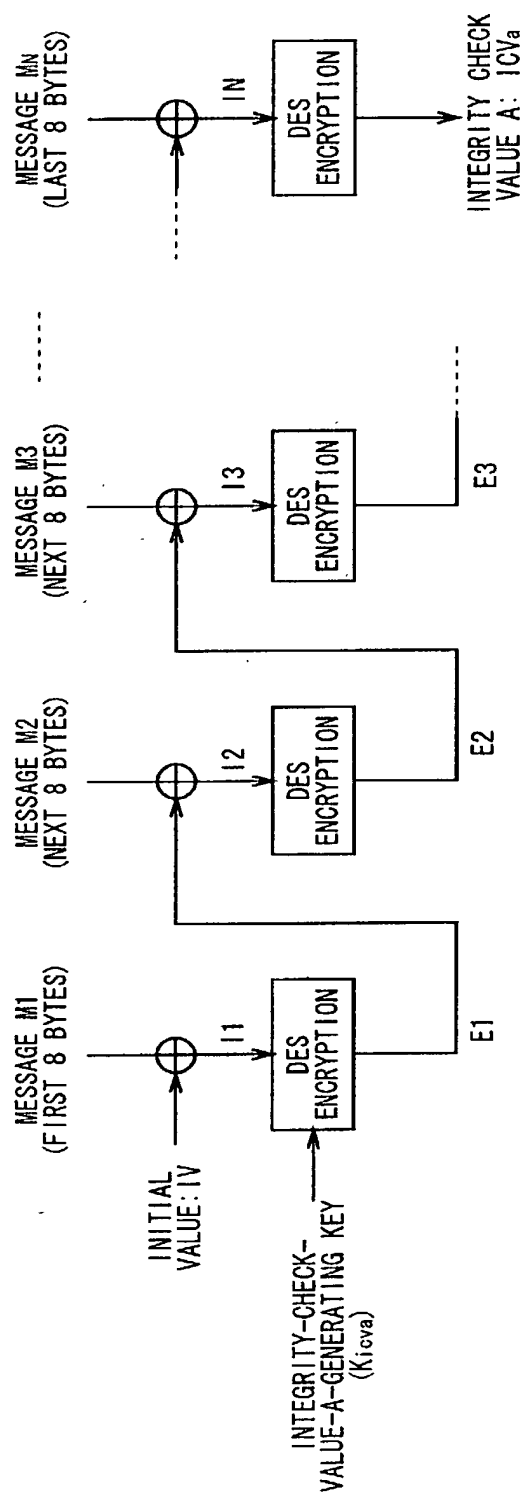 MESSAGE M1
(FIRST 8 BYTES)
MESSAGE M2
(NEXT 8 BYTES)
MESSAGE M3
(NEXT 8 BYTES)
MESSAGE MN
(LAST 8 BYTES)
INITIAL
VALUE:IV
I1
I2
I3
IN
INTEGRITY-CHECK-
VALUE-A-GENERATING KEY
(Kicva)
DES
ENCRYPTION
DES
ENCRYPTION
DES
ENCRYPTION
DES
ENCRYPTION
E1
E2
E3
INTEGRITY CHECK
VALUE A: ICVa